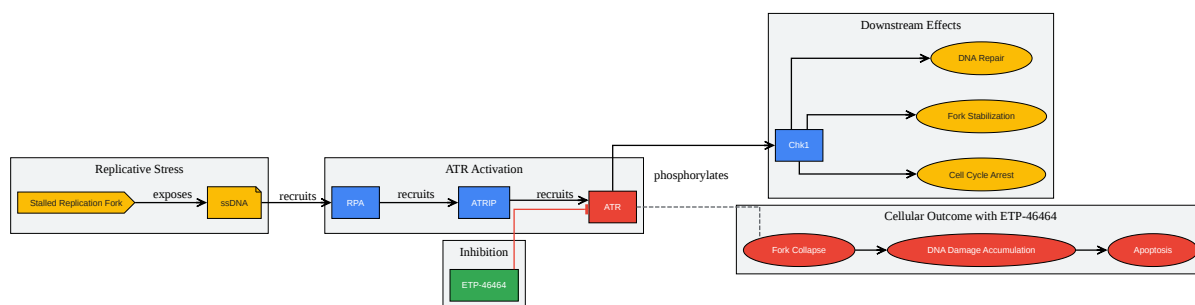 Downstream Effects
DNA Repair
Fork Stabilization
Chk1
Cell Cycle Arrest
Replicative Stress
Stalled Replication Fork
exposes
ssDNA
recruits
ATR Activation
RPA
recruits
ATRIP
recruits
ATR
phosphorylates
Inhibition
ETP-46464
Cellular Outcome with ETP-46464
Fork Collapse
DNA Damage Accumulation
Apoptosis